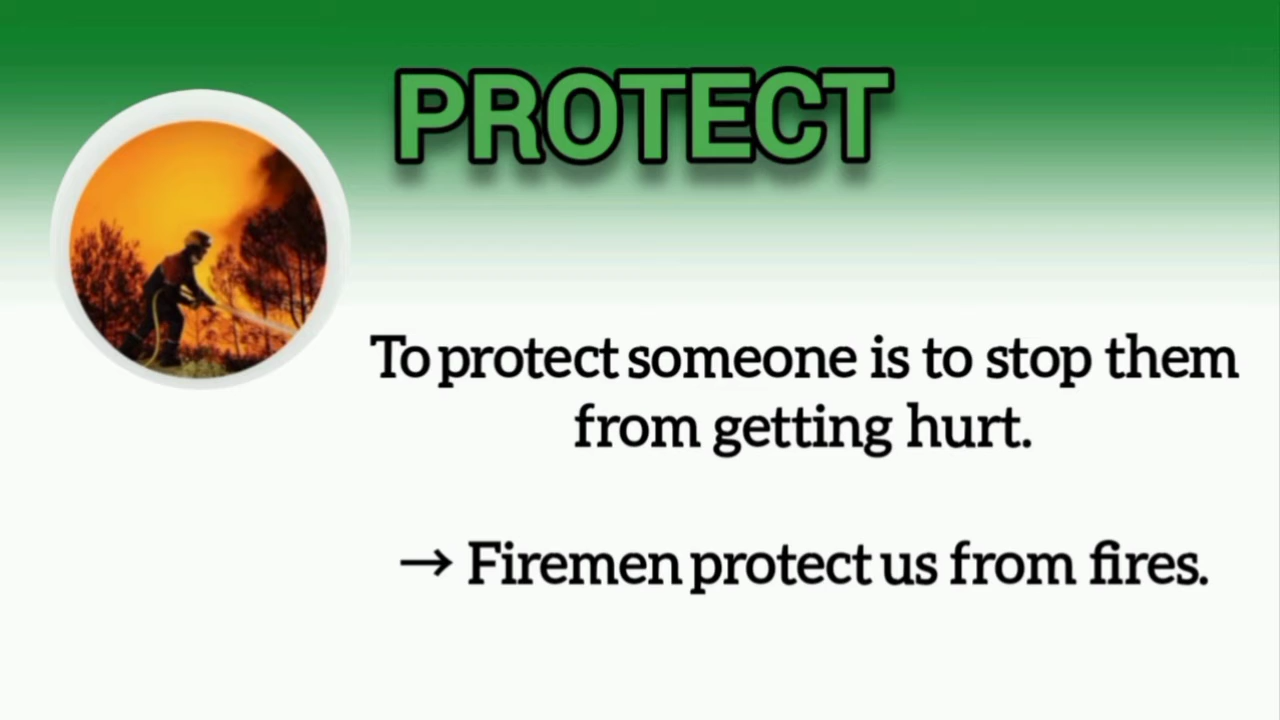 PROTECT
To protect someone is to stop them
from getting hurt.
→ Firemen protect us from fires.